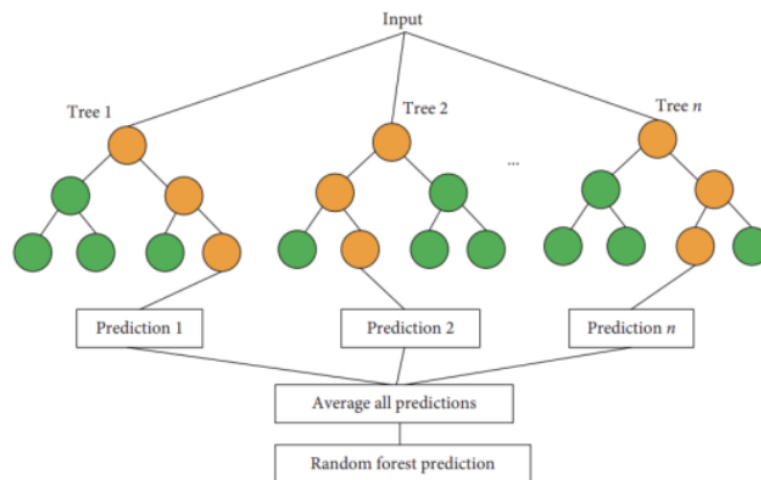 Input
Tree 1
Tree 2
Tree n
...
Prediction 1
Prediction 2
Prediction n
Average all predictions
Random forest prediction